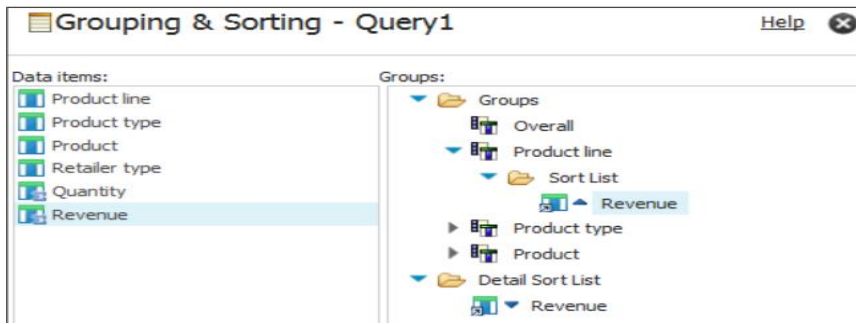 Grouping & Sorting - Query1
Help
Data items:
Product line
Product type
Product
Retailer type
Quantity
Revenue
Groups:
Groups
Overall
Product line
Sort List
Revenue
Product type
Product
Detail Sort List
Revenue